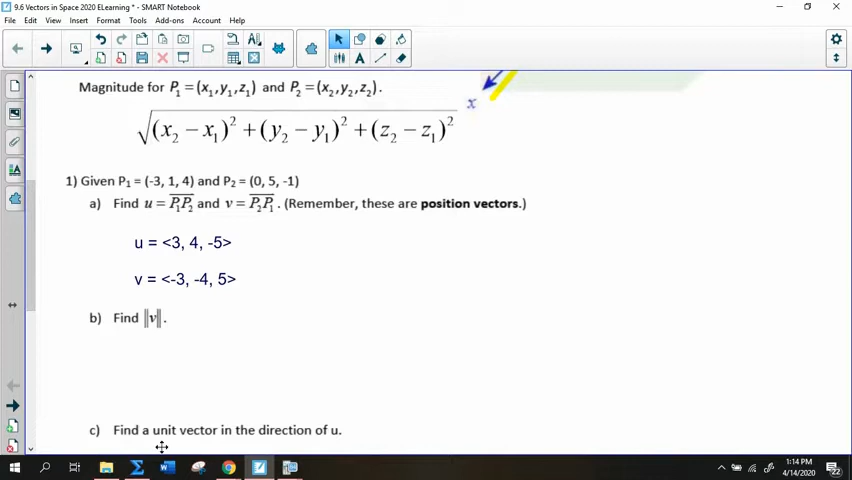 9.6 Vectors in Space 2020 ELearning * - SMART Notebook
File Edit View Insert Format Tools Add-ons Account Help
Magnitude for P₁ = (x₁, y₁, z₁) and P₂ = (x₂, y₂, z₂).
x
√(x₂ − x₁)² + (y₂ − y₁)² + (z₂ − z₁)²
1) Given P₁ = (-3, 1, 4) and P₂ = (0, 5, -1)
a) Find u = P₁P₂ and v = P₂P₁. (Remember, these are position vectors.)
u = <3, 4, -5>
v = <-3, -4, 5>
b) Find ‖v‖.
c) Find a unit vector in the direction of u.
1:14 PM
4/14/2020
22